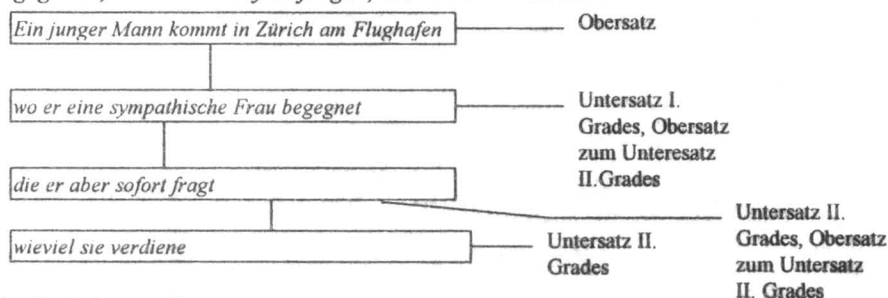 Ein junger Mann kommt in Zürich am Flughafen
Obersatz
wo er eine sympathische Frau begegnet
Untersatz I.
Grades, Obersatz
zum Unteresatz
II.Grades
die er aber sofort fragt
Untersatz II.
Grades, Obersatz
zum Untersatz
II. Grades
wieviel sie verdiene
Untersatz II.
Grades